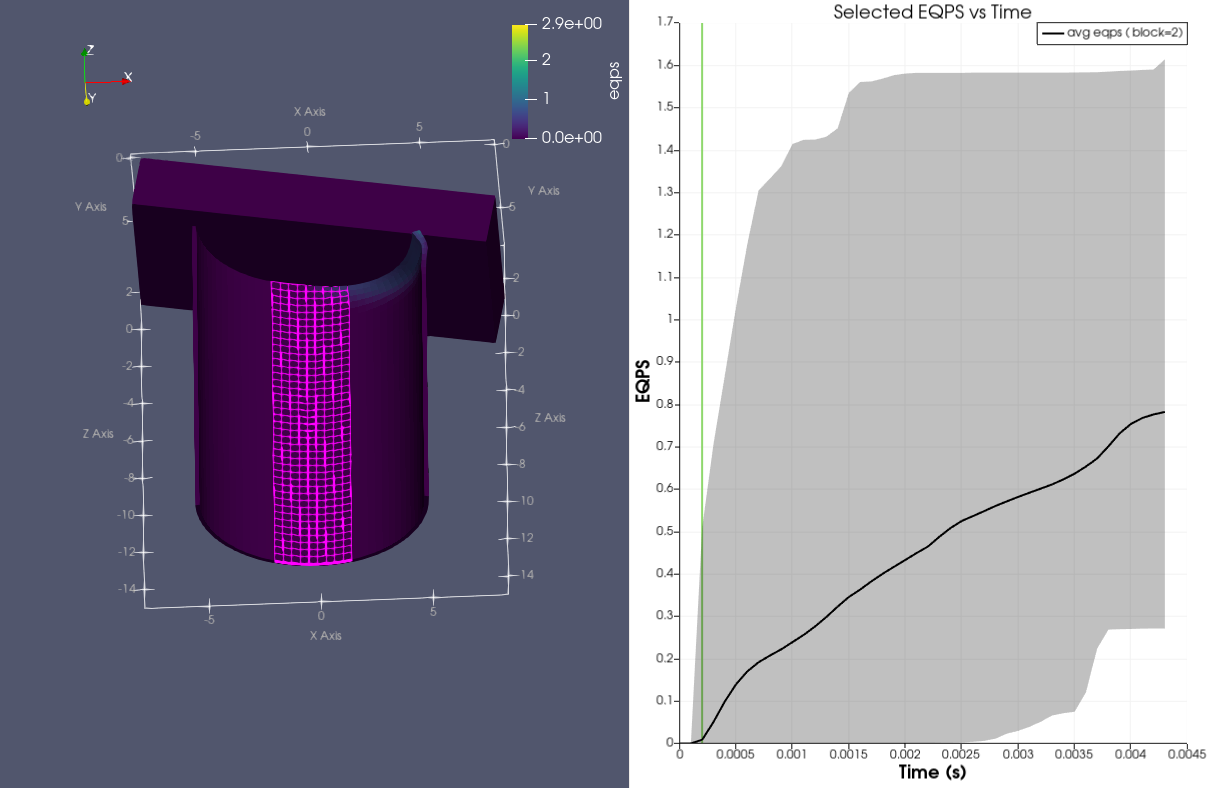 2.9e+00
2
1
0.0e+00
eqps
Z
X
Y
X Axis
-5
0
5
0
0
Y Axis
Y Axis
5
5
2
2
0
0
-2
2
-4
4
Z Axis
Z Axis
-6
6
-8
8
-10
10
-12
12
-14
14
-5
0
5
X Axis
Selected EQPS vs Time
avg eqps ( block=2)
1.7
1.6
1.5
1.4
1.3
1.2
1.1
1
0.9
0.8
0.7
0.6
0.5
0.4
0.3
0.2
0.1
0
EQPS
0 0.0005 0.001 0.0015 0.002 0.0025 0.003 0.0035 0.004 0.0045
Time (s)